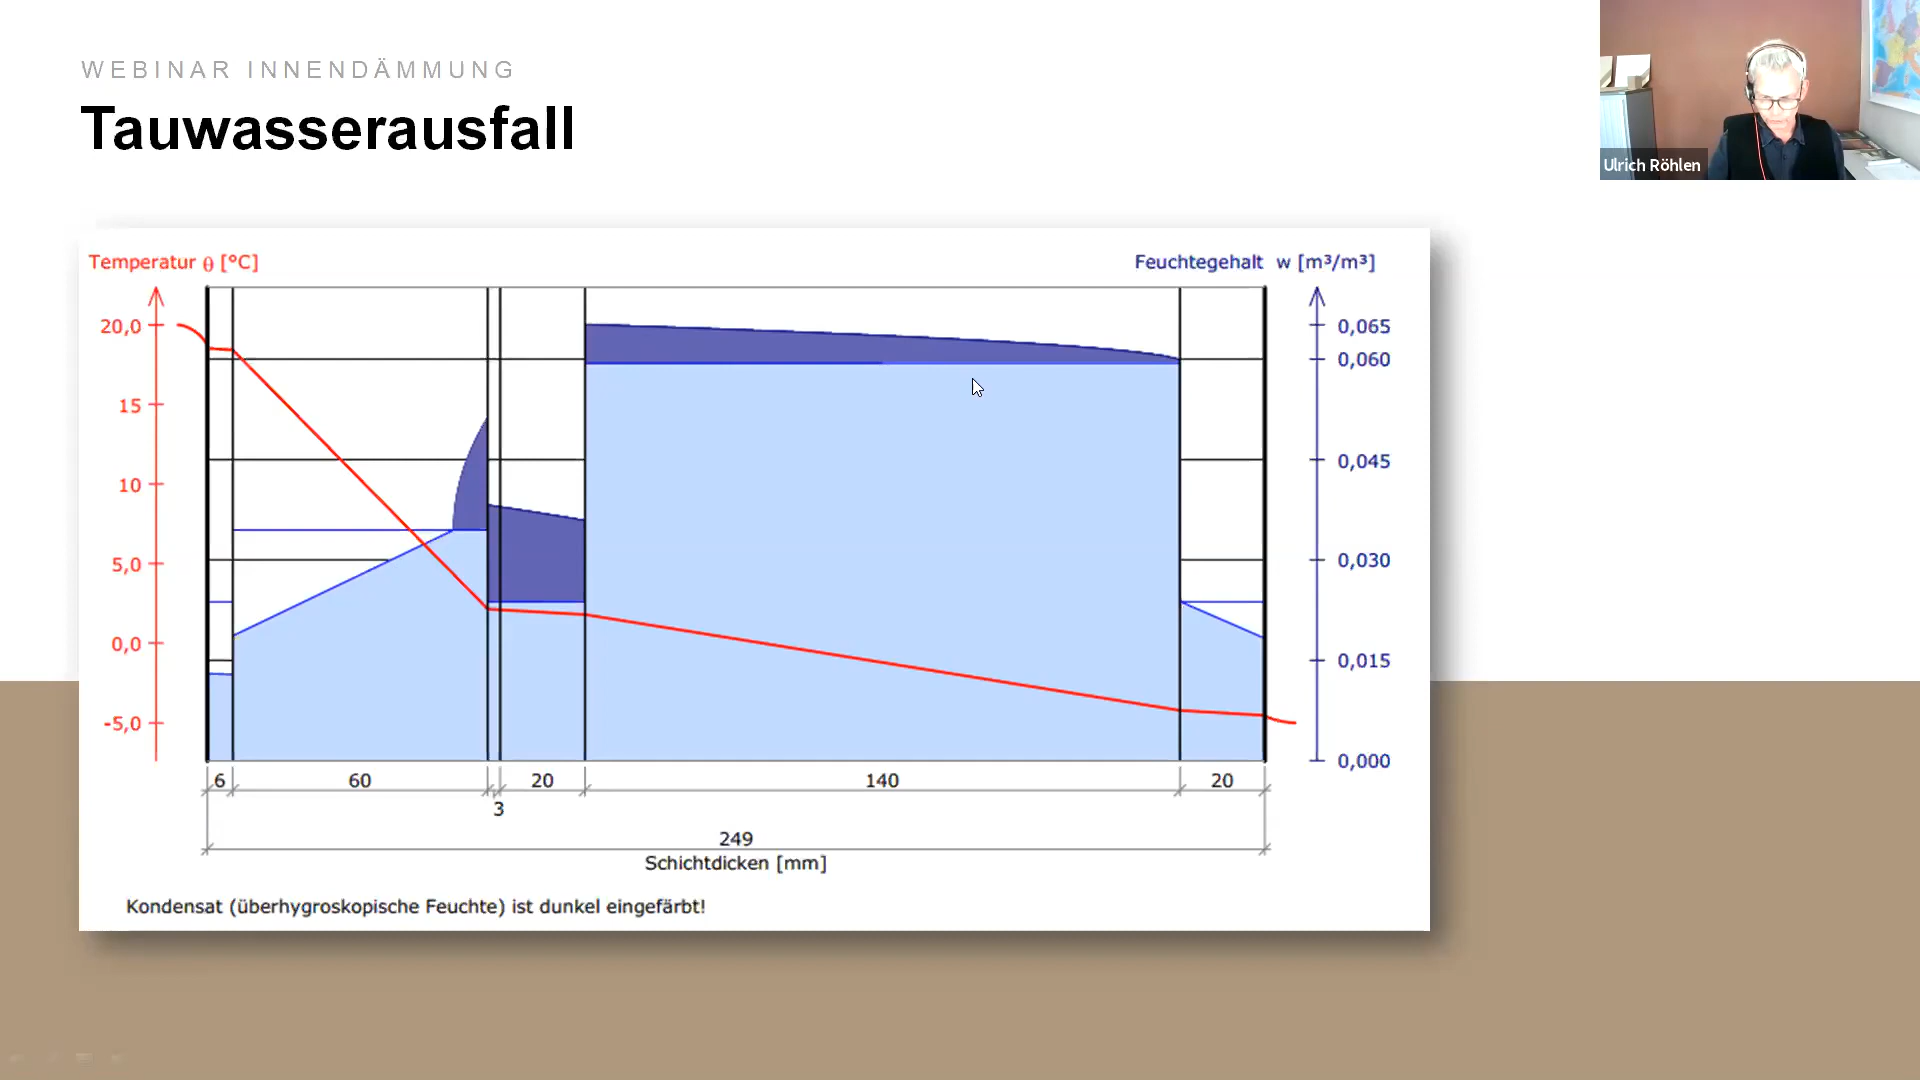 WEBINAR INNENDÄMMUNG
Tauwasserausfall
Ulrich Röhlen
Temperatur θ [°C]
Feuchtegehalt w [m³/m³]
20,0
15
10
5,0
0,0
-5,0
0,065
0,060
0,045
0,030
0,015
0,000
6 60 20 140 20
3
249
Schichtdicken [mm]
Kondensat (überhygroskopische Feuchte) ist dunkel eingefärbt!